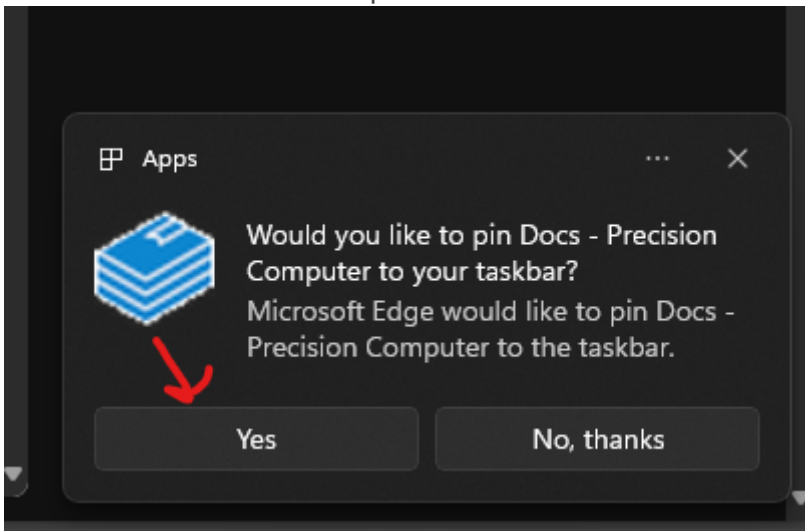 Apps
Would you like to pin Docs - Precision
Computer to your taskbar?
Microsoft Edge would like to pin Docs -
Precision Computer to the taskbar.
Yes
No, thanks